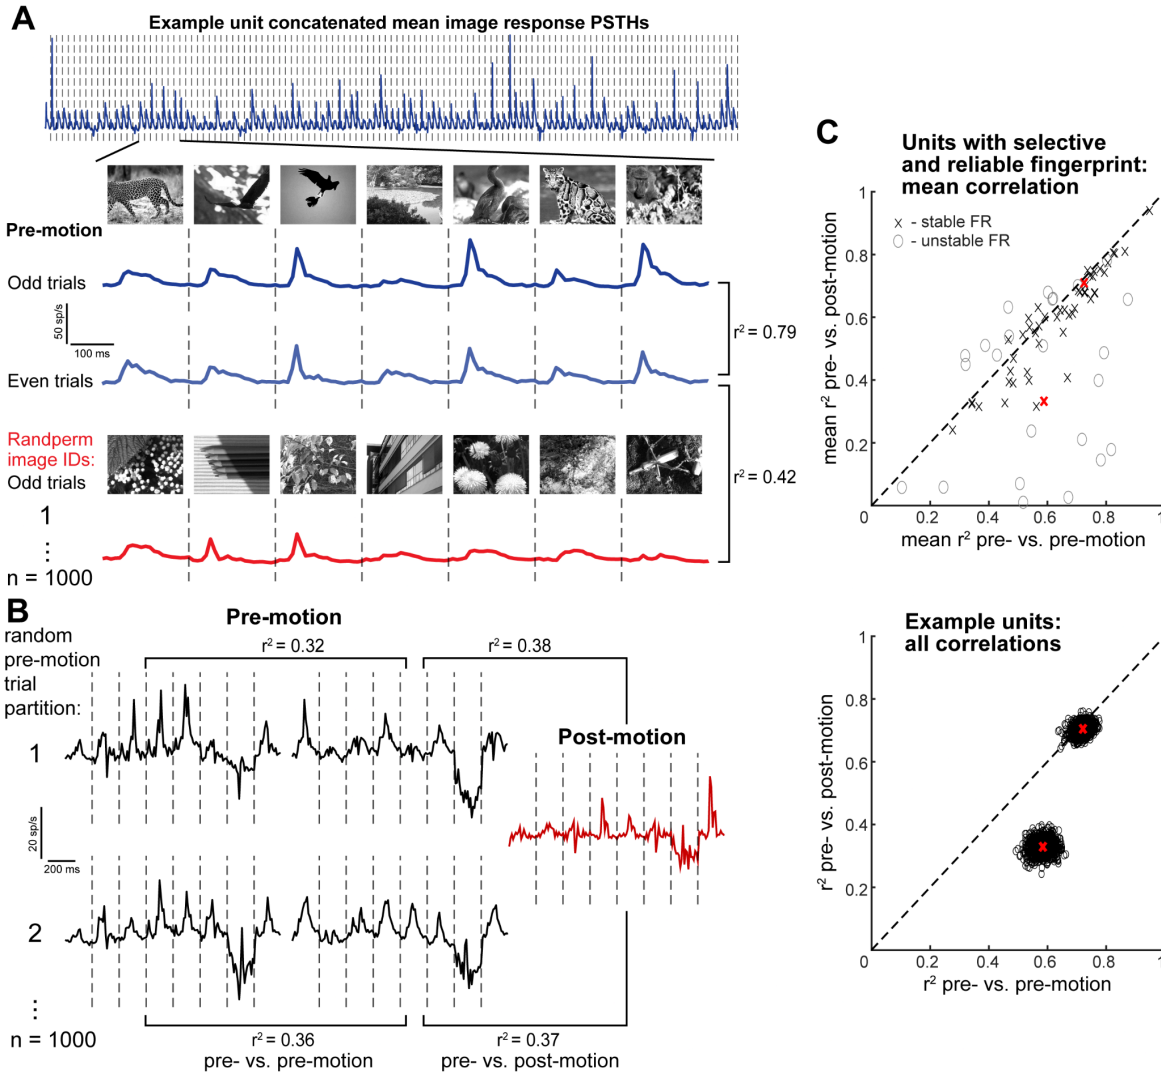 A
Example unit concatenated mean image response PSTHs
Pre-motion
Odd trials
50 sp/s
100 ms
r² = 0.79
Even trials
Randperm
image IDs:
Odd trials
r² = 0.42
1
⋮
n = 1000
B
Pre-motion
random
pre-motion
trial
partition:
r² = 0.32
r² = 0.38
1
Post-motion
20 sp/s
200 ms
2
⋮
n = 1000
r² = 0.36
pre- vs. pre-motion
r² = 0.37
pre- vs. post-motion
C
Units with selective
and reliable fingerprint:
mean correlation
1
x - stable FR
○ - unstable FR
0.8
0.6
0.4
0.2
0 0.2 0.4 0.6 0.8 1
mean r² pre- vs. post-motion
mean r² pre- vs. pre-motion
Example units:
all correlations
1
0.8
0.6
0.4
0.2
0 0.2 0.4 0.6 0.8 1
r² pre- vs. post-motion
r² pre- vs. pre-motion